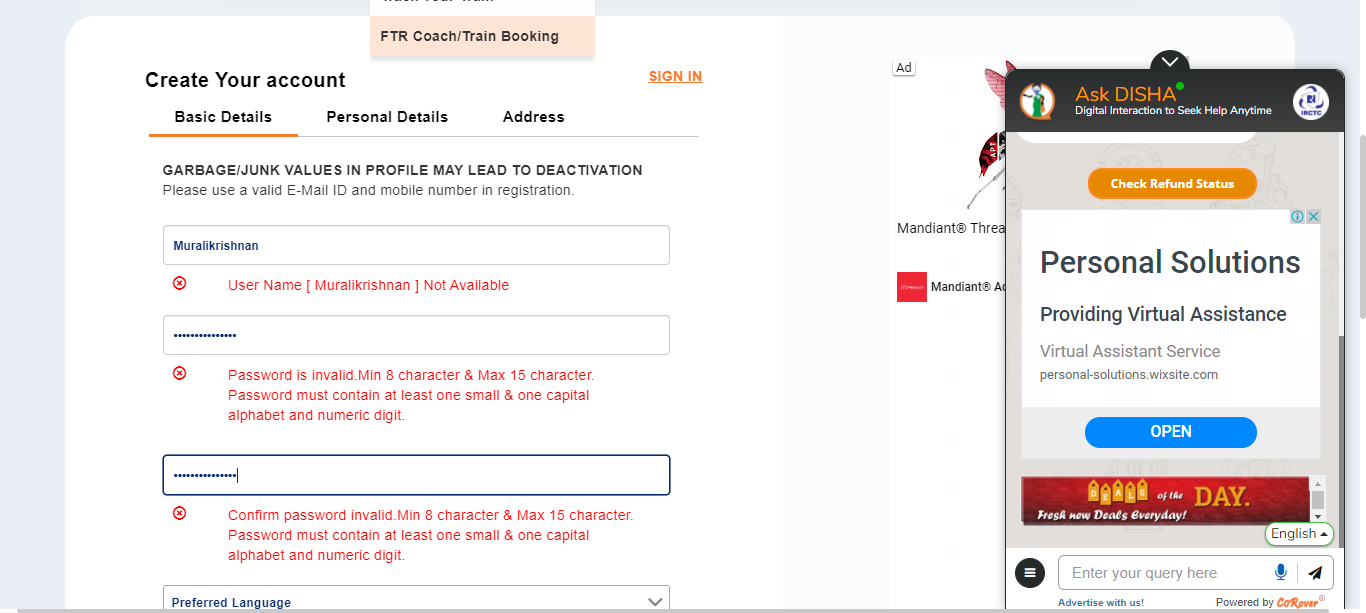 FTR Coach/Train Booking
Create Your account
SIGN IN
Basic Details
Personal Details
Address
GARBAGE/JUNK VALUES IN PROFILE MAY LEAD TO DEACTIVATION
Please use a valid E-Mail ID and mobile number in registration.
Muralikrishnan
User Name [ Muralikrishnan ] Not Available
•••••••••••••••
Password is invalid.Min 8 character & Max 15 character.
Password must contain at least one small & one capital
alphabet and numeric digit.
•••••••••••••••
Confirm password invalid.Min 8 character & Max 15 character.
Password must contain at least one small & one capital
alphabet and numeric digit.
Preferred Language
Ad
APT
Mandiant® Threa
Mandiant® Ad
Ask DISHA
Digital Interaction to Seek Help Anytime
IRCTC
Check Refund Status
Personal Solutions
Providing Virtual Assistance
Virtual Assistant Service
personal-solutions.wixsite.com
OPEN
DEALS of the DAY.
Fresh new Deals Everyday!
English
Enter your query here
Advertise with us!
Powered by CoRover®